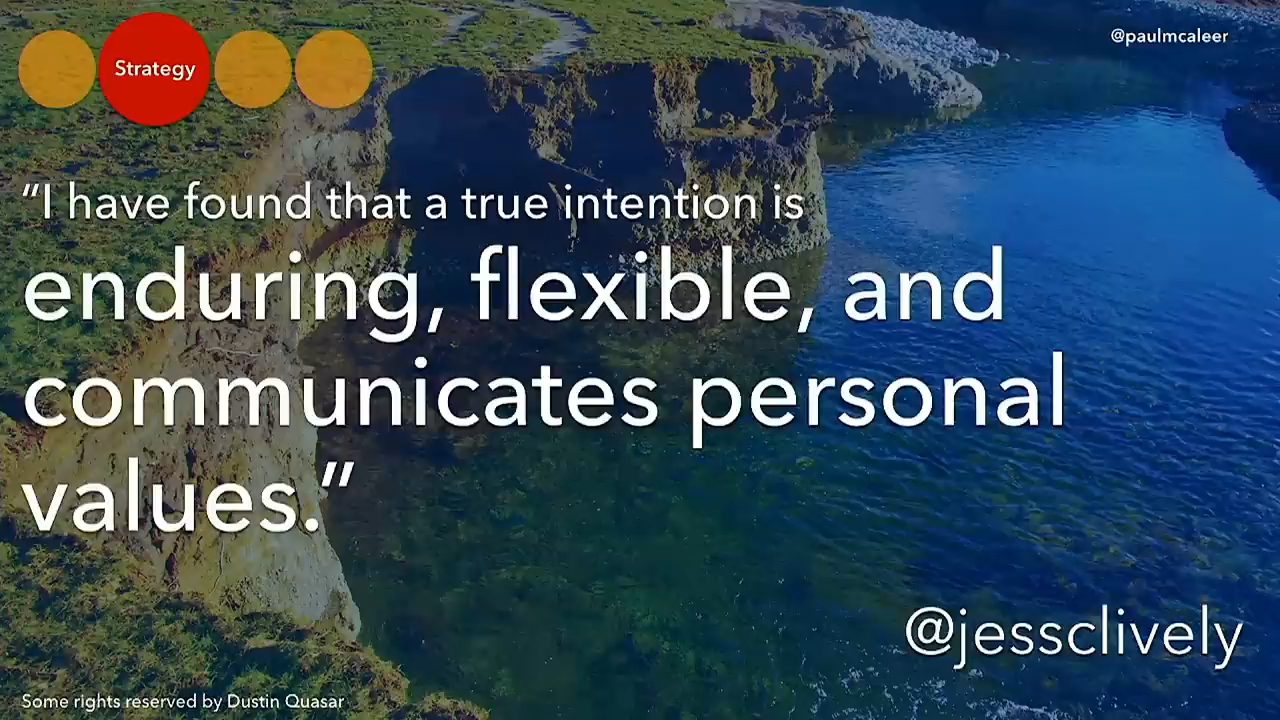 @paulmcaleer
Strategy
“I have found that a true intention is
enduring, flexible, and
communicates personal
values.”
@jessclively
Some rights reserved by Dustin Quasar